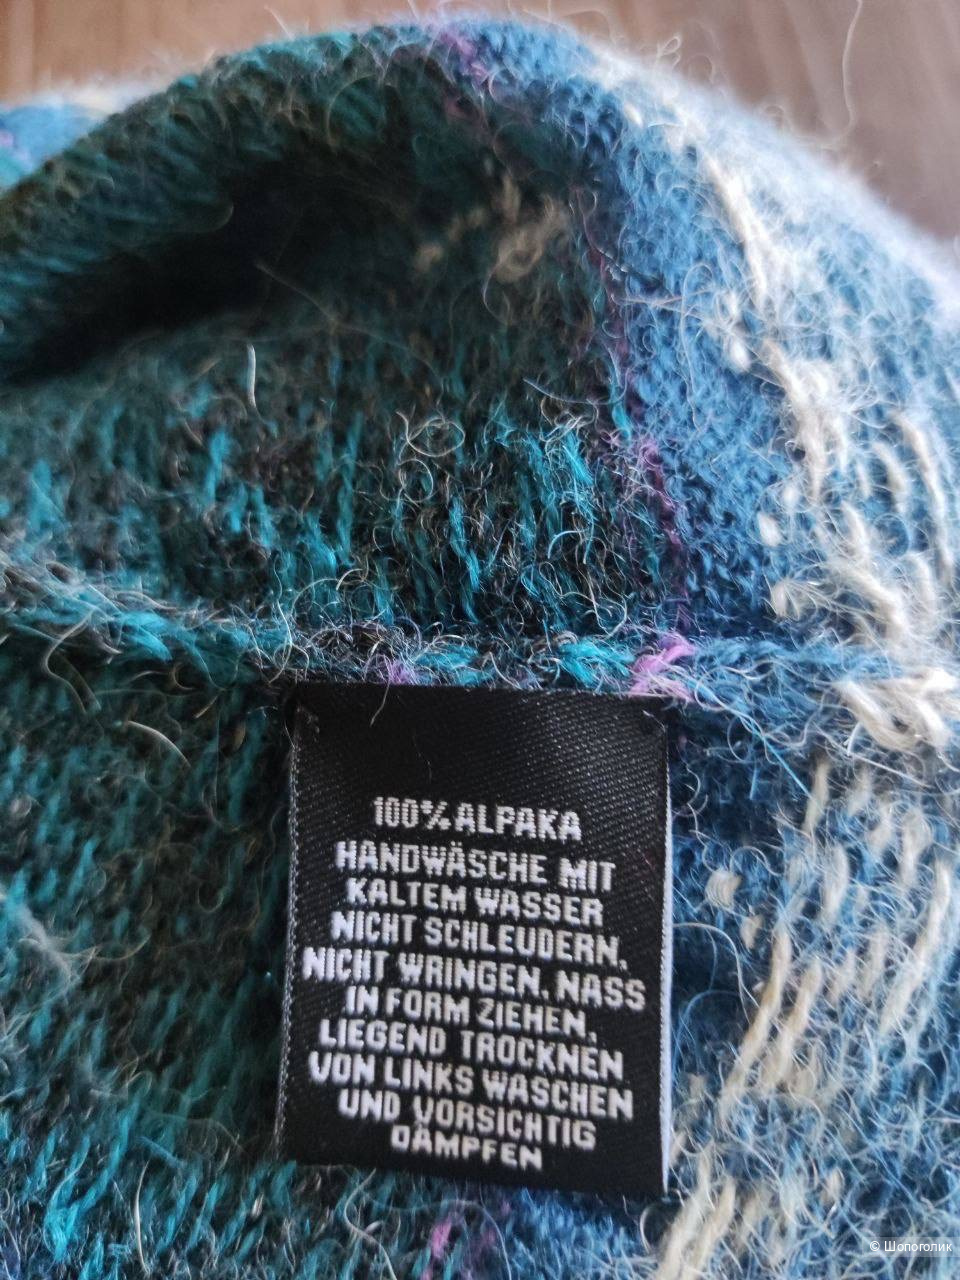 100% ALPAKA
HANDWÄSCHE MIT
KALTEM WASSER
NICHT SCHLEUDERN,
NICHT WRINGEN, NASS
IN FORM ZIEHEN,
LIEGEND TROCKNEN
VON LINKS WASCHEN
UND VORSICHTIG
DÄMPFEN
© Шопоголик